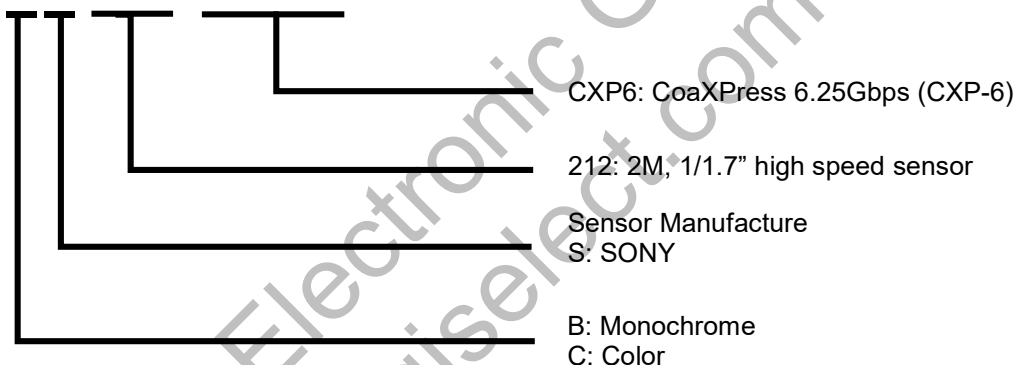 CXP6: CoaXPress 6.25Gbps (CXP-6)
212: 2M, 1/1.7” high speed sensor
Sensor Manufacture
S: SONY
B: Monochrome
C: Color
Electronic